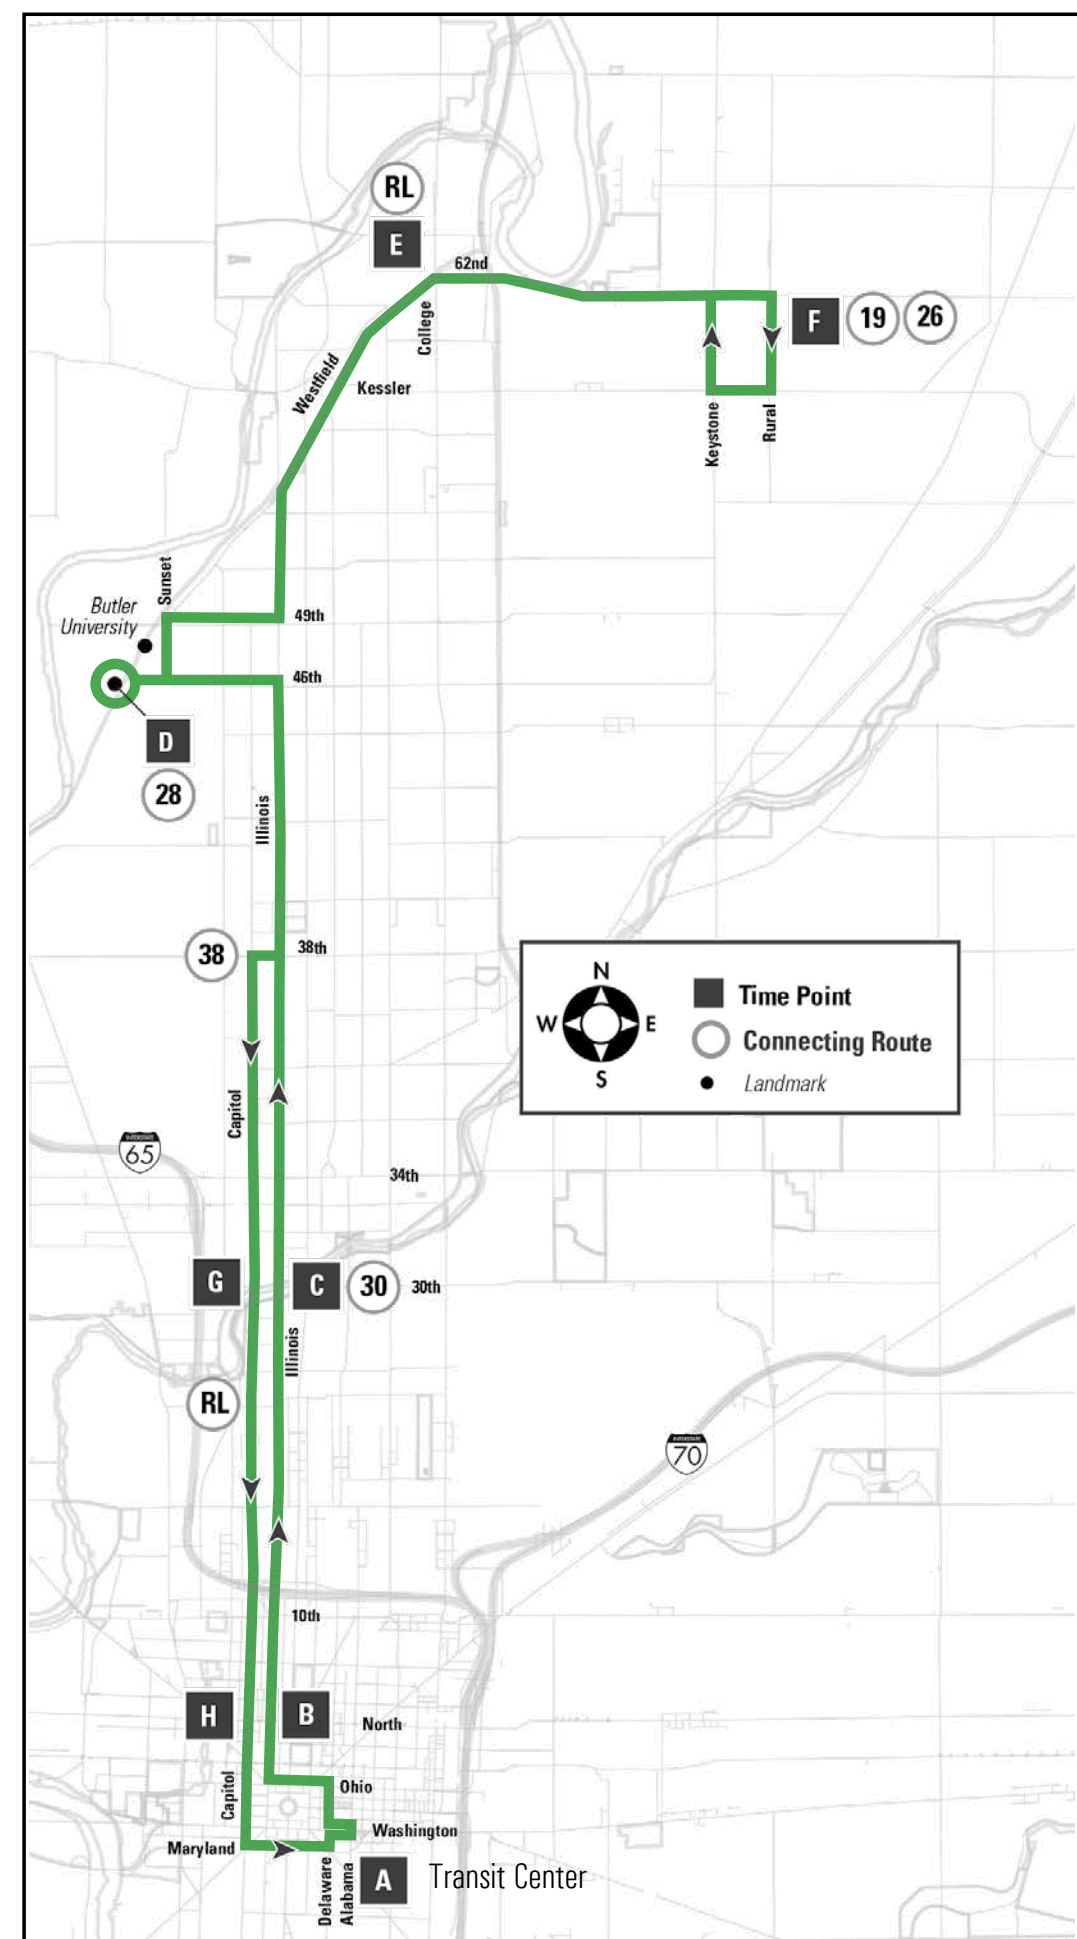 RL
E
62nd
College
F
19
26
Westfield
Kessler
Keystone
Rural
Sunset
Butler
University
49th
46th
D
28
Illinois
38
38th
N
W
E
S
Time Point
Connecting Route
Landmark
Capitol
INTERSTATE
65
34th
G
C
30
30th
Illinois
RL
INTERSTATE
70
10th
H
B
North
Capitol
Ohio
Washington
Maryland
Delaware
Alabama
A
Transit Center